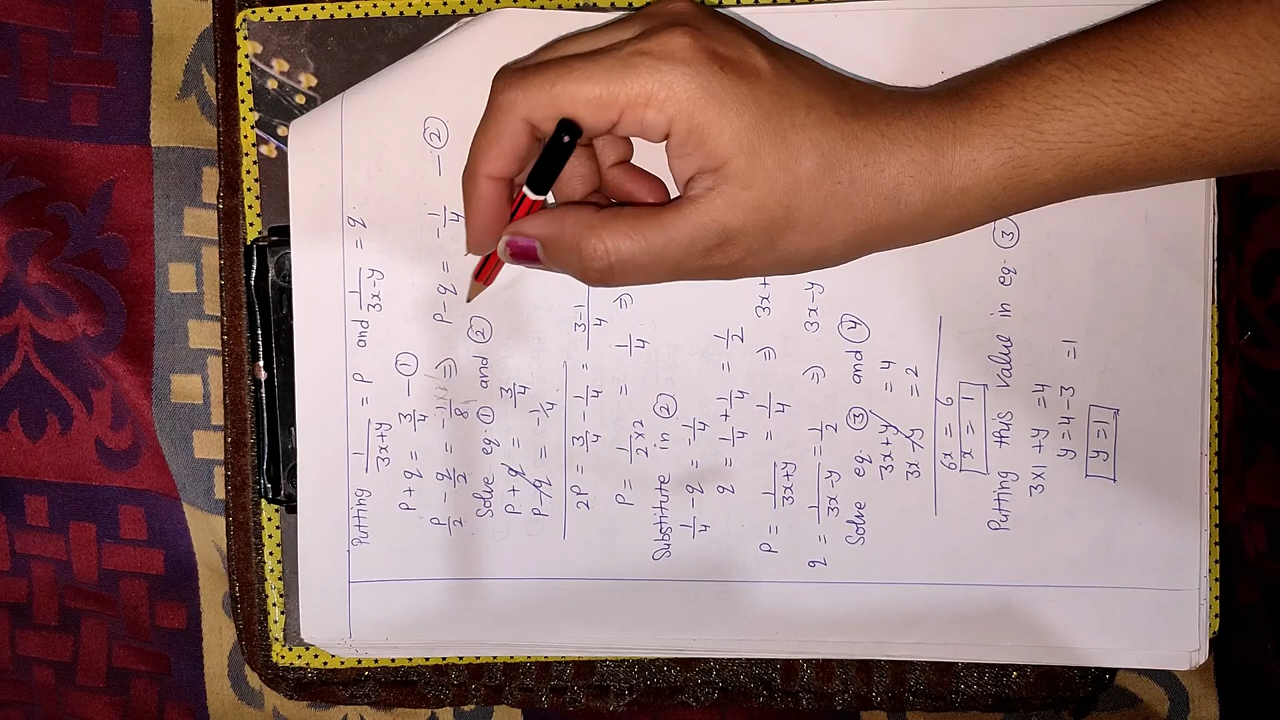 Putting 1/(3x+y) = P and 1/(3x-y) = q
P + q = 3/4 — ①
P/2 - q/2 = -1/8 => P - q = -1/4 — ②
Solve eq. ① and ②
P + q = 3/4
P - q = -1/4
2P = 3/4 - 1/4 = (3-1)/4
P = 1/(2×2) = 1/4 =>
Substitute in ②
1/4 - q = -1/4
q = 1/4 + 1/4 = 1/2
P = 1/(3x+y) = 1/4 => 3x+
q = 1/(3x-y) = 1/2 => 3x-y
Solve eq ③ and ④
3x+y = 4
3x-y = 2
6x = 6
x = 1
Putting this value in eq. ③
3×1 + y = 4
y = 4-3 = 1
y = 1